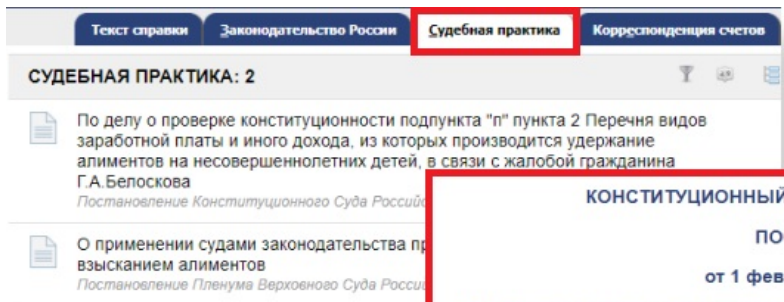 Текст справки Законодательство России Судебная практика Корреспонденция счетов
СУДЕБНАЯ ПРАКТИКА: 2
По делу о проверке конституционности подпункта "п" пункта 2 Перечня видов
заработной платы и иного дохода, из которых производится удержание
алиментов на несовершеннолетних детей, в связи с жалобой гражданина
Г.А.Белоскова
Постановление Конституционного Суда
О применении судами законодательства
взысканием алиментов
Постановление Пленума Верховного Суда
КОНСТИТУЦИОННЫЙ
ПО
от 1 фев